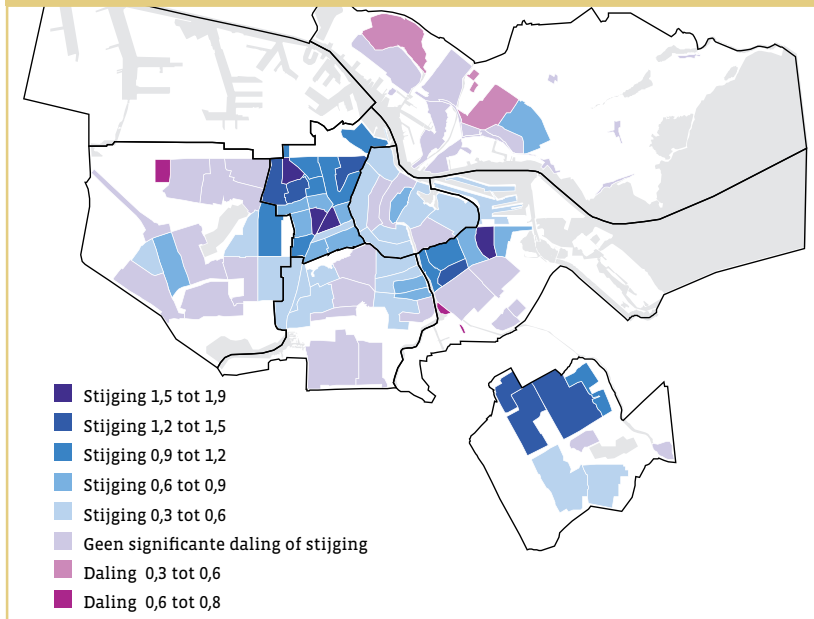 Stijging 1,5 tot 1,9
Stijging 1,2 tot 1,5
Stijging 0,9 tot 1,2
Stijging 0,6 tot 0,9
Stijging 0,3 tot 0,6
Geen significante daling of stijging
Daling 0,3 tot 0,6
Daling 0,6 tot 0,8